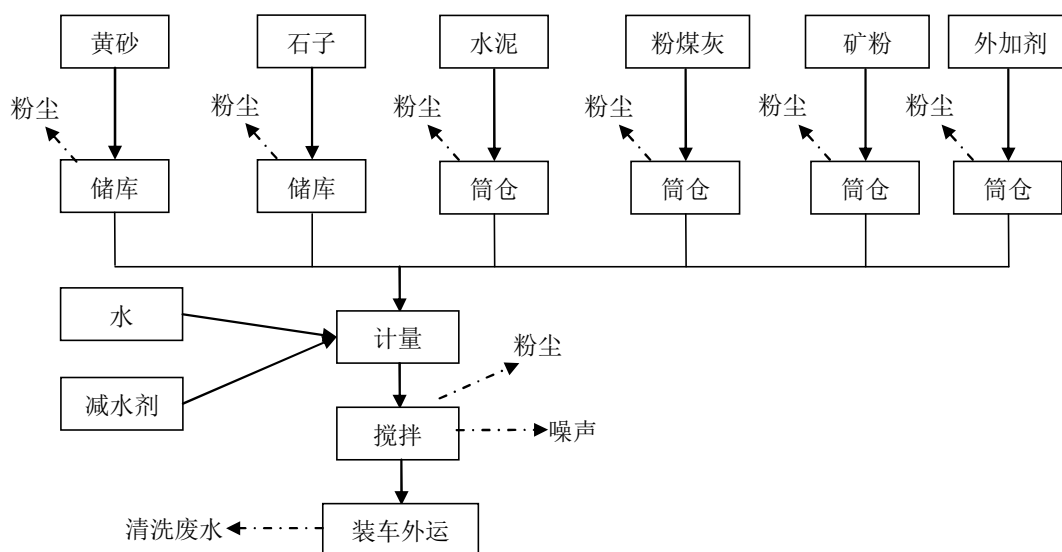 黄砂
石子
水泥
粉煤灰
矿粉
外加剂
粉尘
粉尘
粉尘
粉尘
粉尘
粉尘
储库
储库
筒仓
筒仓
筒仓
筒仓
水
计量
粉尘
减水剂
搅拌
噪声
清洗废水
装车外运